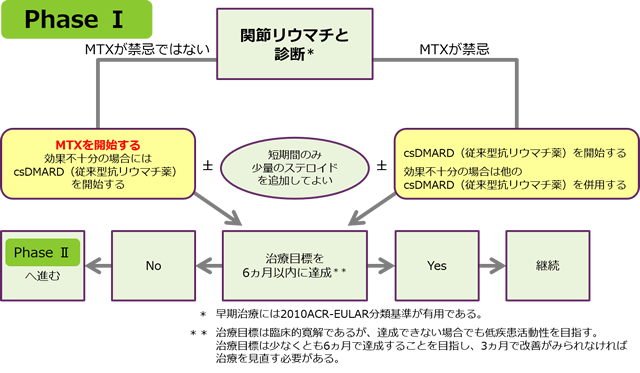 Phase Ⅰ
関節リウマチと
診断*
MTXが禁忌ではない
MTXが禁忌
MTXを開始する
効果不十分の場合には
csDMARD（従来型抗リウマチ薬）
を開始する
±
短期間のみ
少量のステロイド
を追加してよい
±
csDMARD（従来型抗リウマチ薬）を開始する
効果不十分の場合は他の
csDMARD（従来型抗リウマチ薬）を併用する
Phase Ⅱ
へ進む
No
治療目標を
6ヵ月以内に達成**
Yes
継続
* 早期治療には2010ACR-EULAR分類基準が有用である。
** 治療目標は臨床的寛解であるが、達成できない場合でも低疾患活動性を目指す。
治療目標は少なくとも6ヵ月で達成することを目指し、3ヵ月で改善がみられなければ
治療を見直す必要がある。